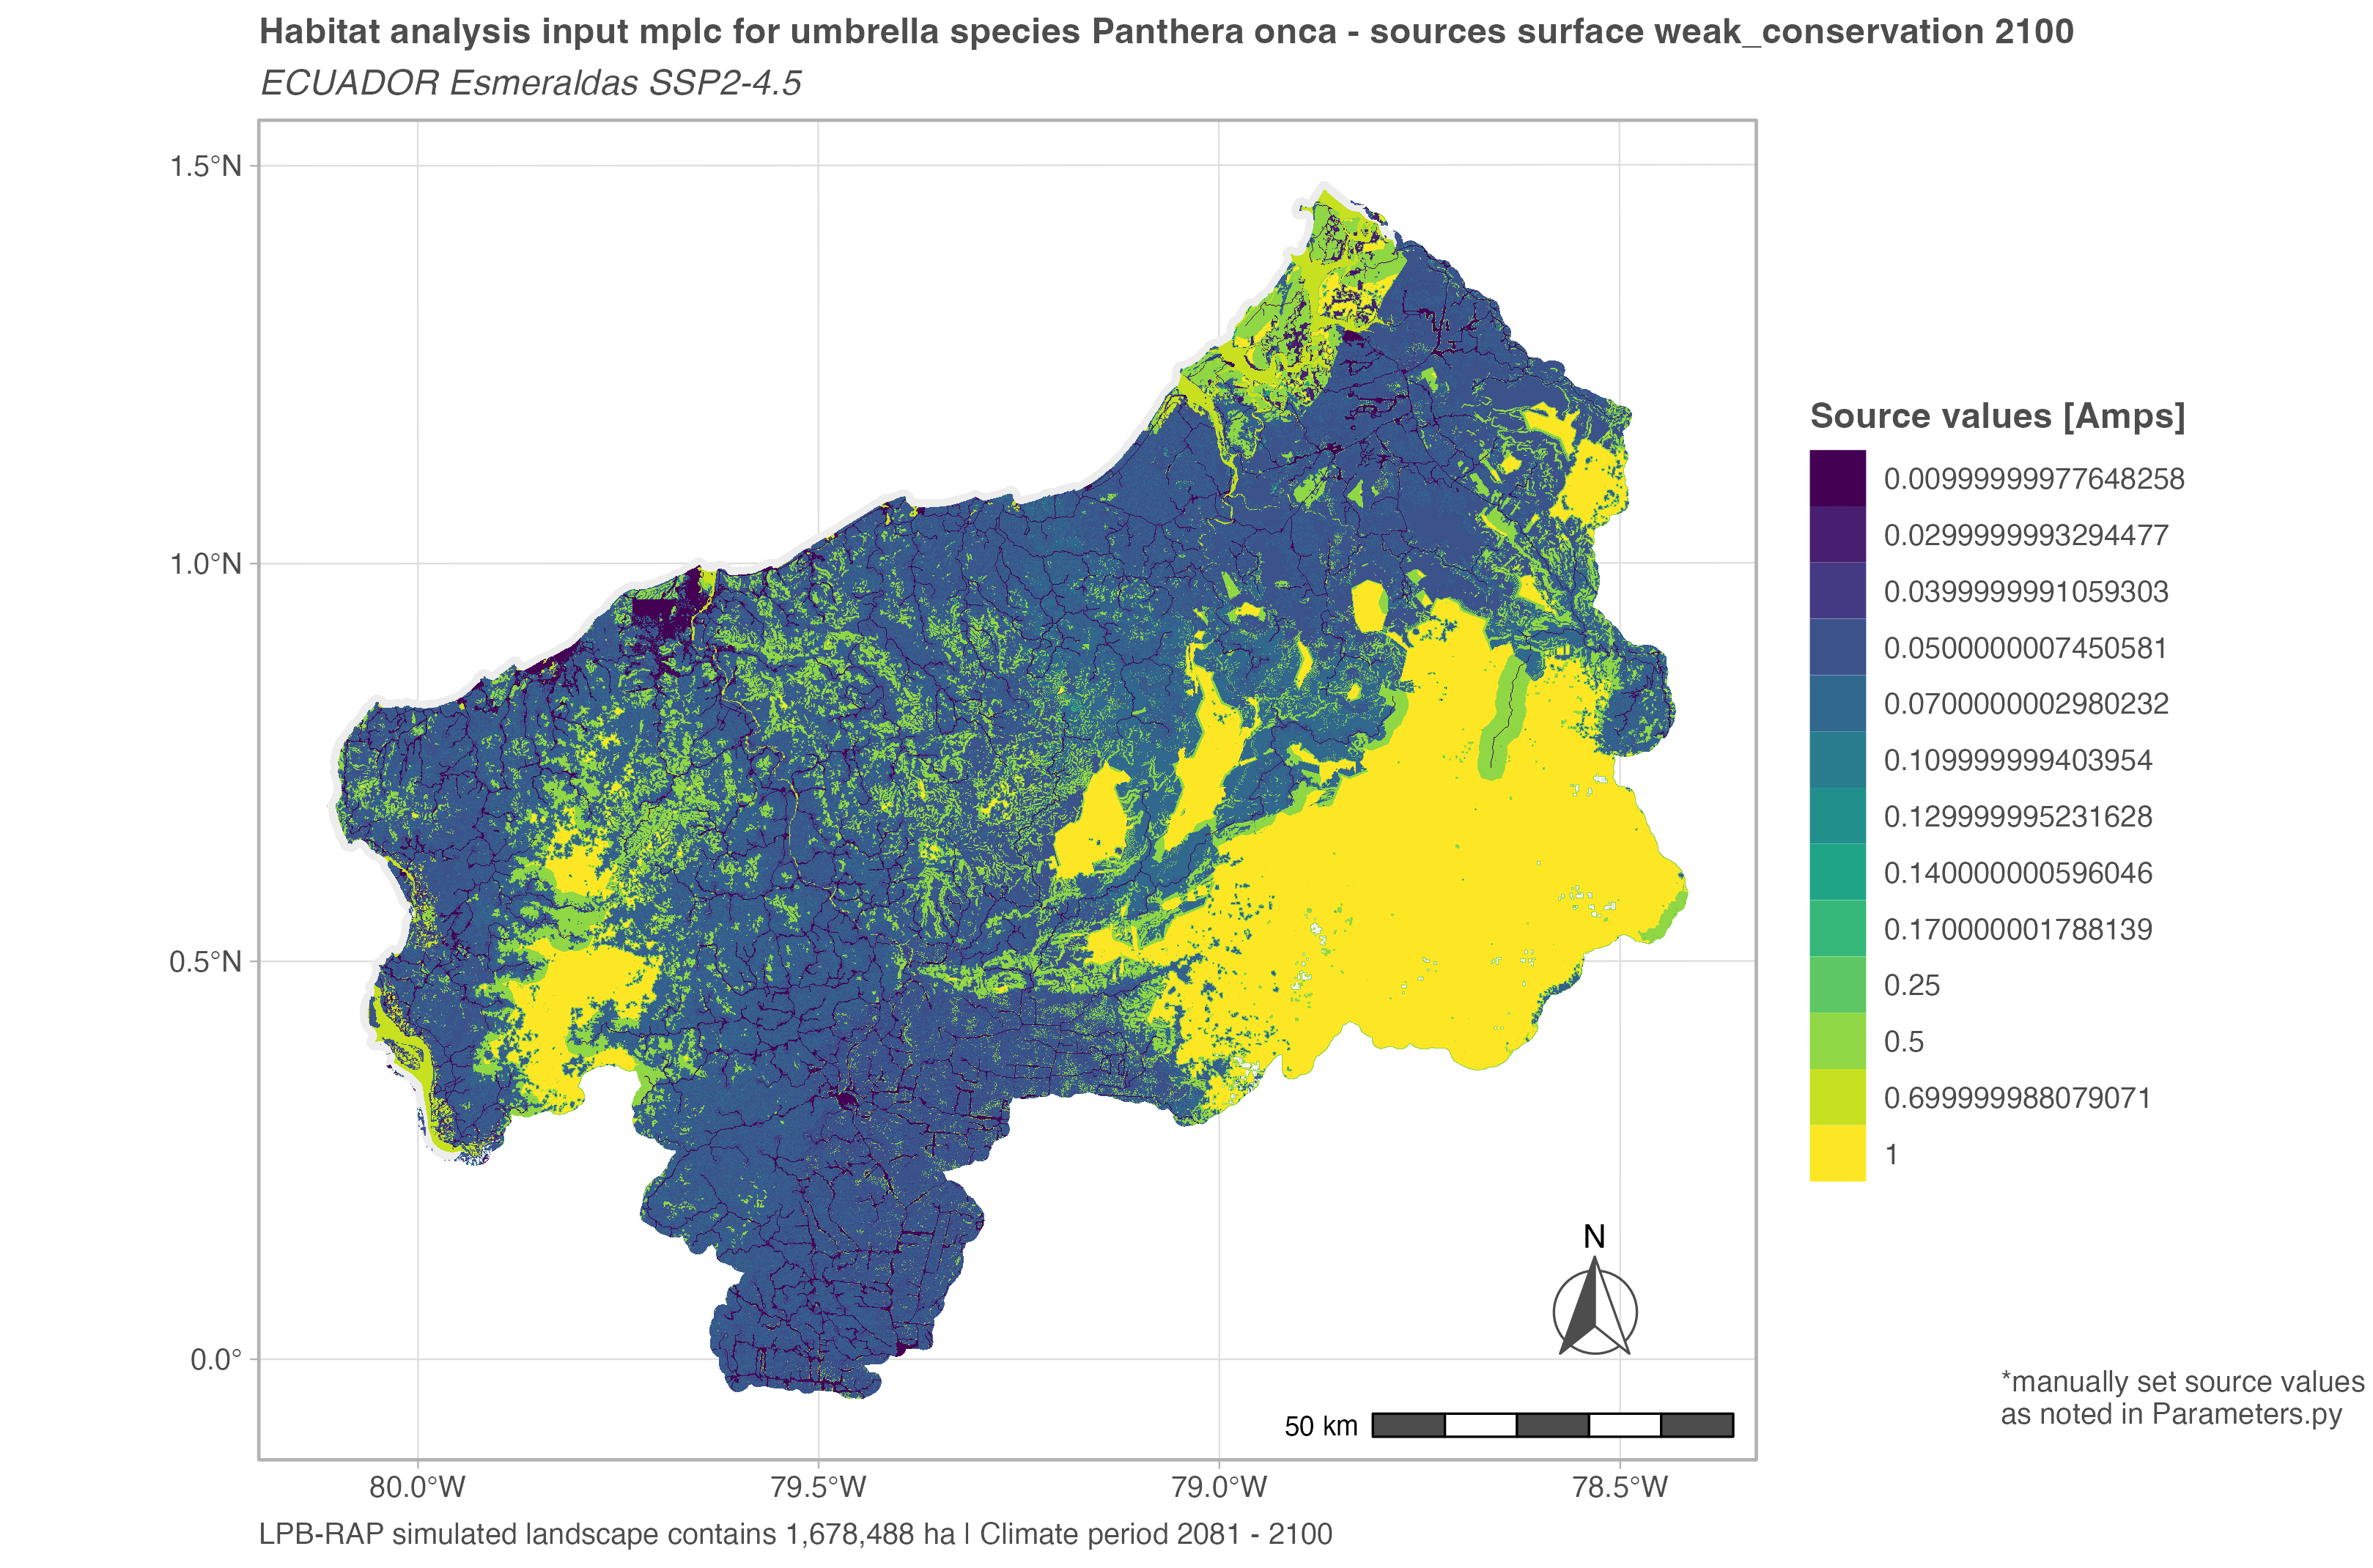 Habitat analysis input mplc for umbrella species Panthera onca - sources surface weak_conservation 2100
ECUADOR Esmeraldas SSP2-4.5
1.5°N
1.0°N
0.5°N
0.0°
80.0°W
79.5°W
79.0°W
78.5°W
Source values [Amps]
0.00999999977648258
0.0299999993294477
0.0399999991059303
0.0500000007450581
0.0700000002980232
0.109999999403954
0.129999995231628
0.140000000596046
0.170000001788139
0.25
0.5
0.699999988079071
1
N
50 km
*manually set source values
as noted in Parameters.py
LPB-RAP simulated landscape contains 1,678,488 ha | Climate period 2081 - 2100